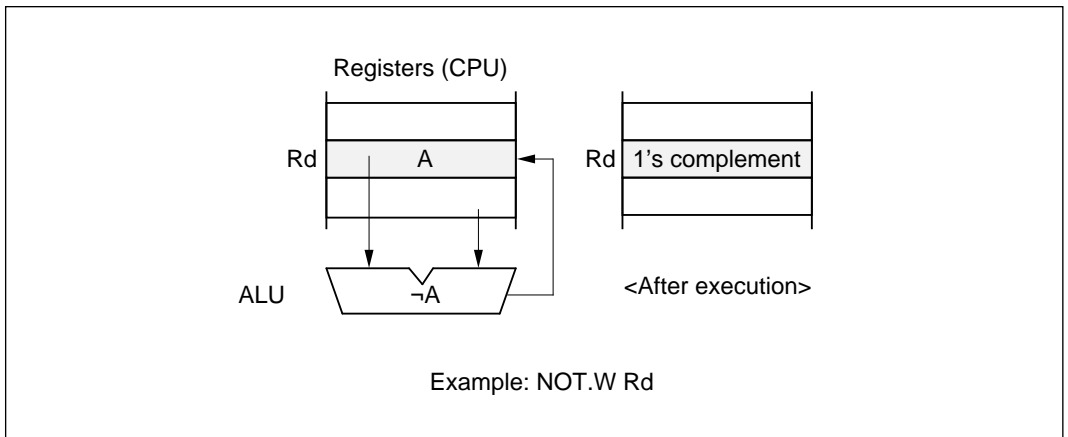 Registers (CPU)
Rd A
Rd 1's complement
ALU ¬A
<After execution>
Example: NOT.W Rd